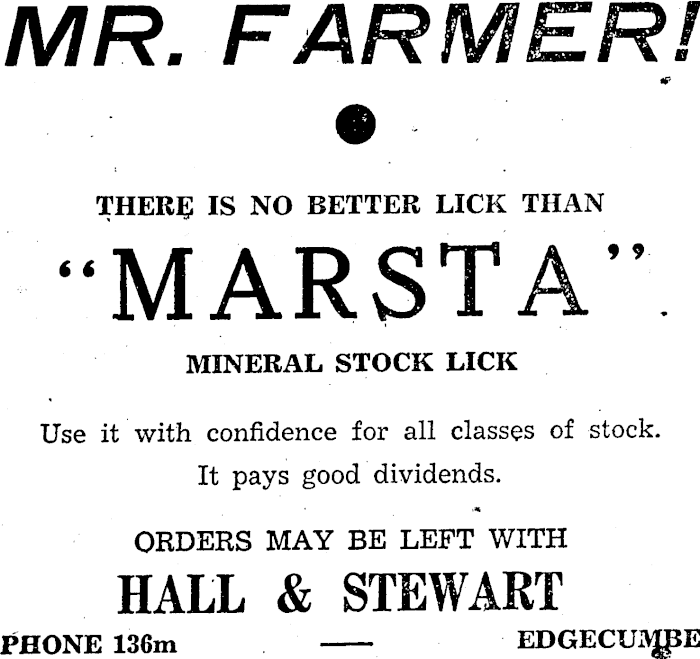 MR. FARMER!
THERE IS NO BETTER LICK THAN
"MARSTA"
MINERAL STOCK LICK
Use it with confidence for all classes of stock.
It pays good dividends.
ORDERS MAY BE LEFT WITH
HALL & STEWART
PHONE 136m — EDGECUMBE